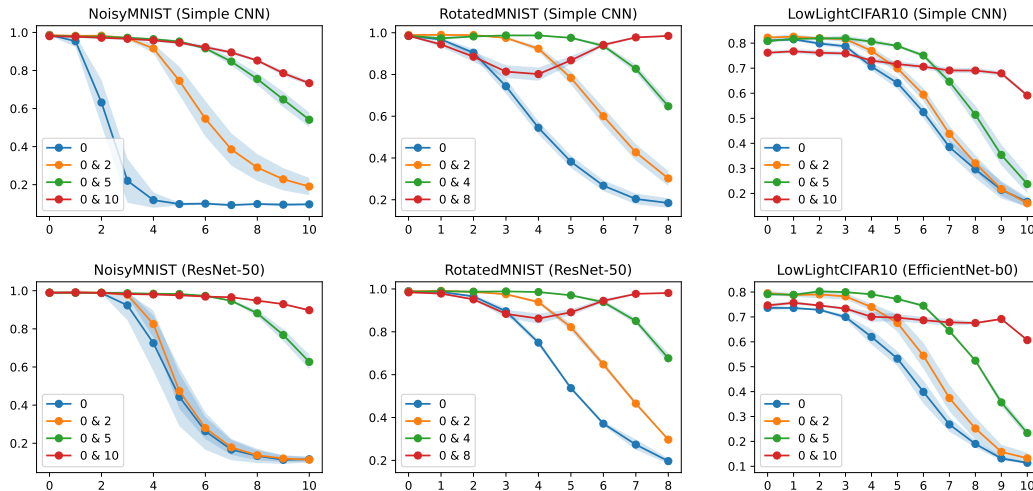 NoisyMNIST (Simple CNN)
1.0
0.8
0.6
0.4
0.2
0
0 & 2
0 & 5
0 & 10
0 2 4 6 8 10
RotatedMNIST (Simple CNN)
1.0
0.8
0.6
0.4
0.2
0
0 & 2
0 & 4
0 & 8
0 1 2 3 4 5 6 7 8
LowLightCIFAR10 (Simple CNN)
0.8
0.7
0.6
0.5
0.4
0.3
0.2
0
0 & 2
0 & 5
0 & 10
0 1 2 3 4 5 6 7 8 9 10
NoisyMNIST (ResNet-50)
1.0
0.8
0.6
0.4
0.2
0
0 & 2
0 & 5
0 & 10
0 2 4 6 8 10
RotatedMNIST (ResNet-50)
1.0
0.8
0.6
0.4
0.2
0
0 & 2
0 & 4
0 & 8
0 1 2 3 4 5 6 7 8
LowLightCIFAR10 (EfficientNet-b0)
0.8
0.7
0.6
0.5
0.4
0.3
0.2
0.1
0
0 & 2
0 & 5
0 & 10
0 1 2 3 4 5 6 7 8 9 10